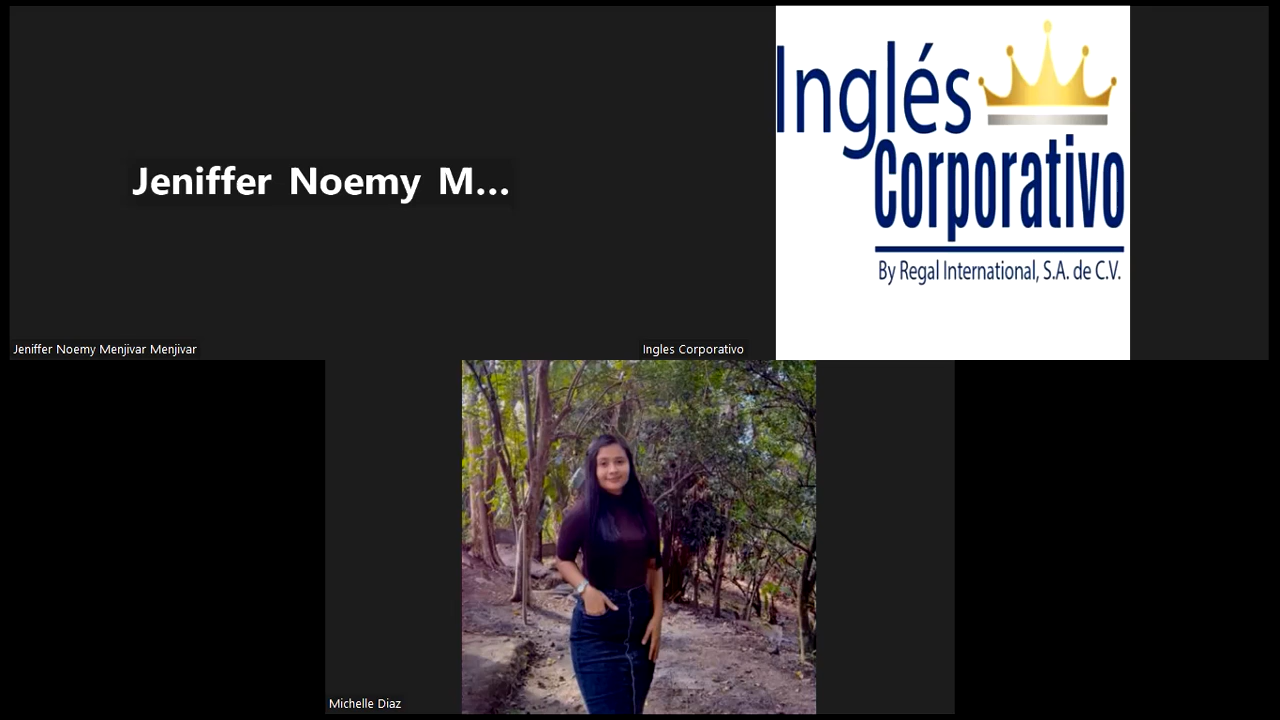 Jeniffer Noemy M...
Inglés
Corporativo
By Regal International, S.A. de C.V.
Jeniffer Noemy Menjivar Menjivar
Ingles Corporativo
Michelle Diaz